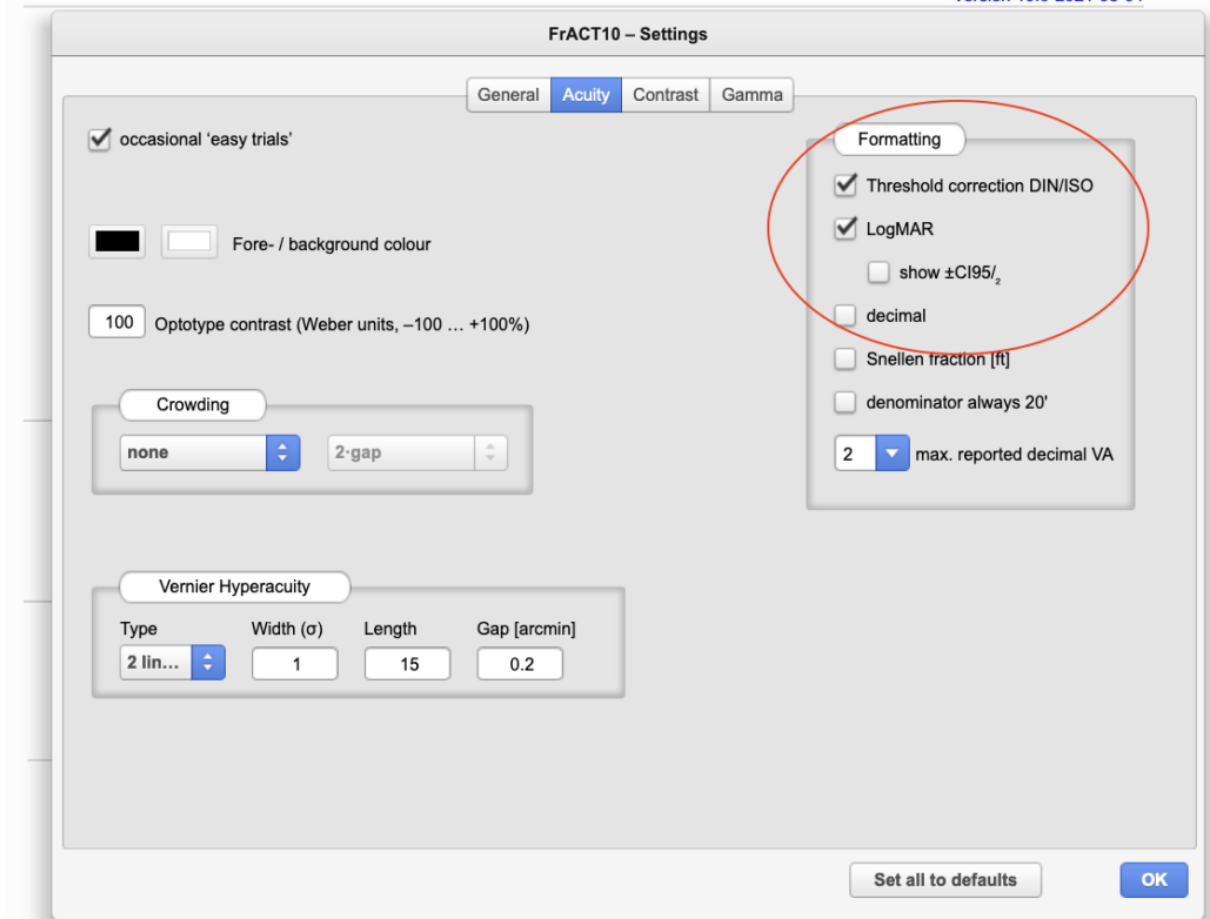 FrACT10 – Settings
General Acuity Contrast Gamma
occasional ‘easy trials’
Fore- / background colour
100 Optotype contrast (Weber units, –100 … +100%)
Crowding
none 2·gap
Vernier Hyperacuity
Type Width (σ) Length Gap [arcmin]
2 lin... 1 15 0.2
Formatting
Threshold correction DIN/ISO
LogMAR
show ±CI95/₂
decimal
Snellen fraction [ft]
denominator always 20'
2 max. reported decimal VA
Set all to defaults OK